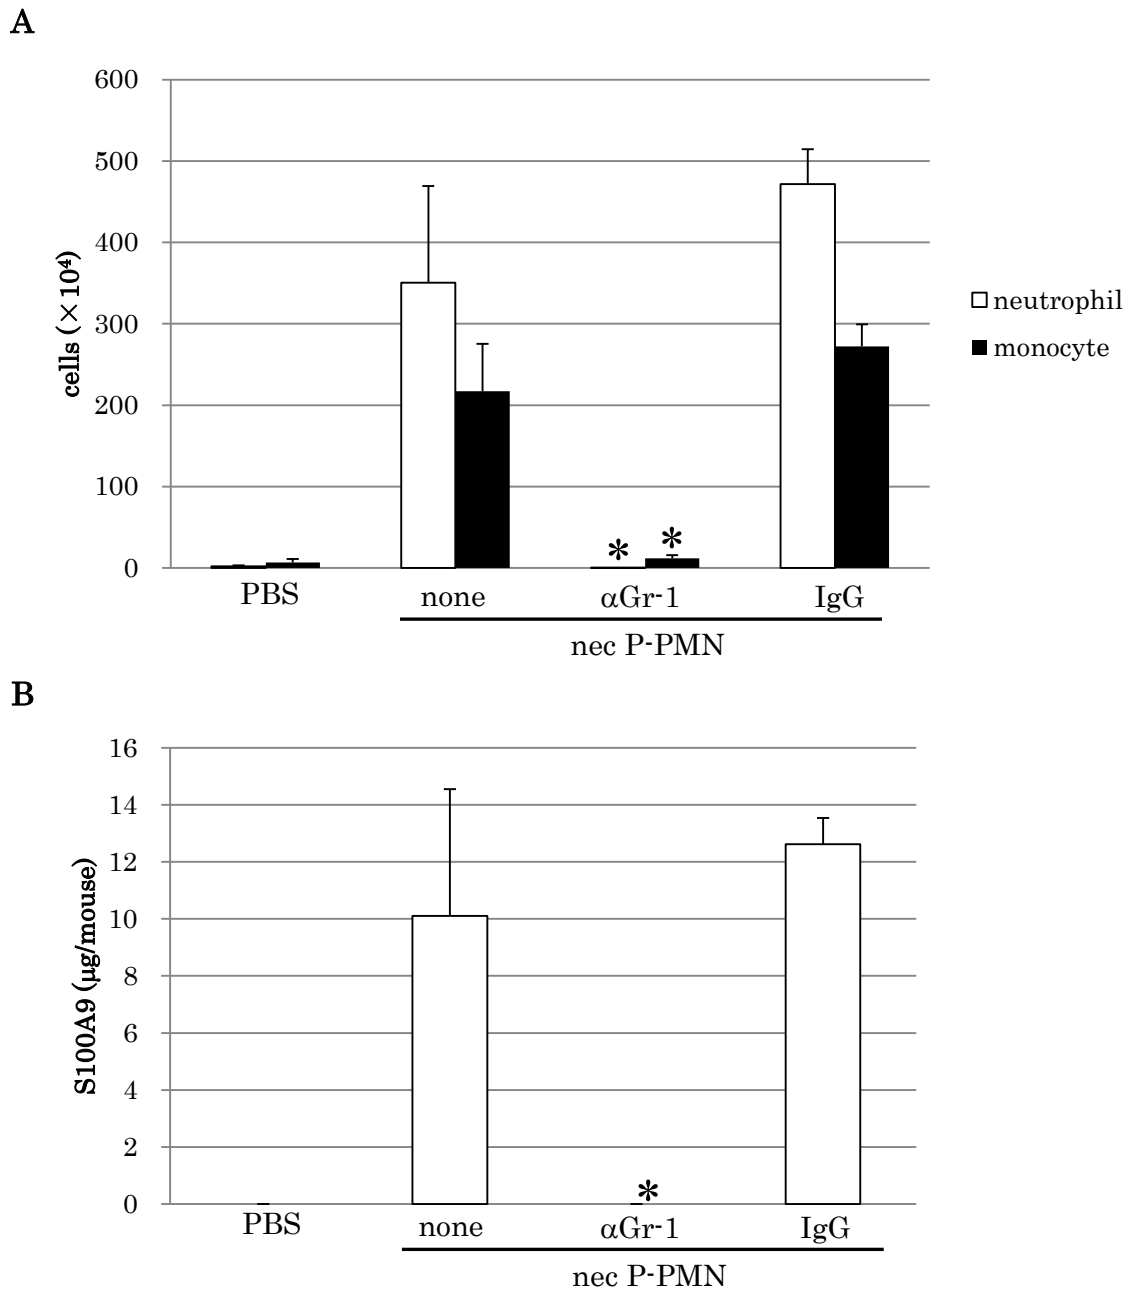 A
600
500
400
300
200
100
0
cells (×10⁴)
neutrophil
monocyte
* *
PBS none αGr-1 IgG
nec P-PMN
B
16
14
12
10
8
6
4
2
0
S100A9 (μg/mouse)
*
PBS none αGr-1 IgG
nec P-PMN